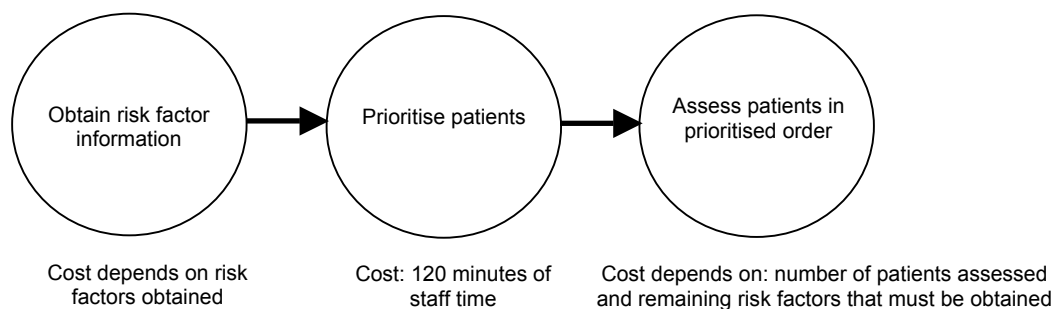 Obtain risk factor
information
Prioritise patients
Assess patients in
prioritised order
Cost depends on risk
factors obtained
Cost: 120 minutes of
staff time
Cost depends on: number of patients assessed
and remaining risk factors that must be obtained